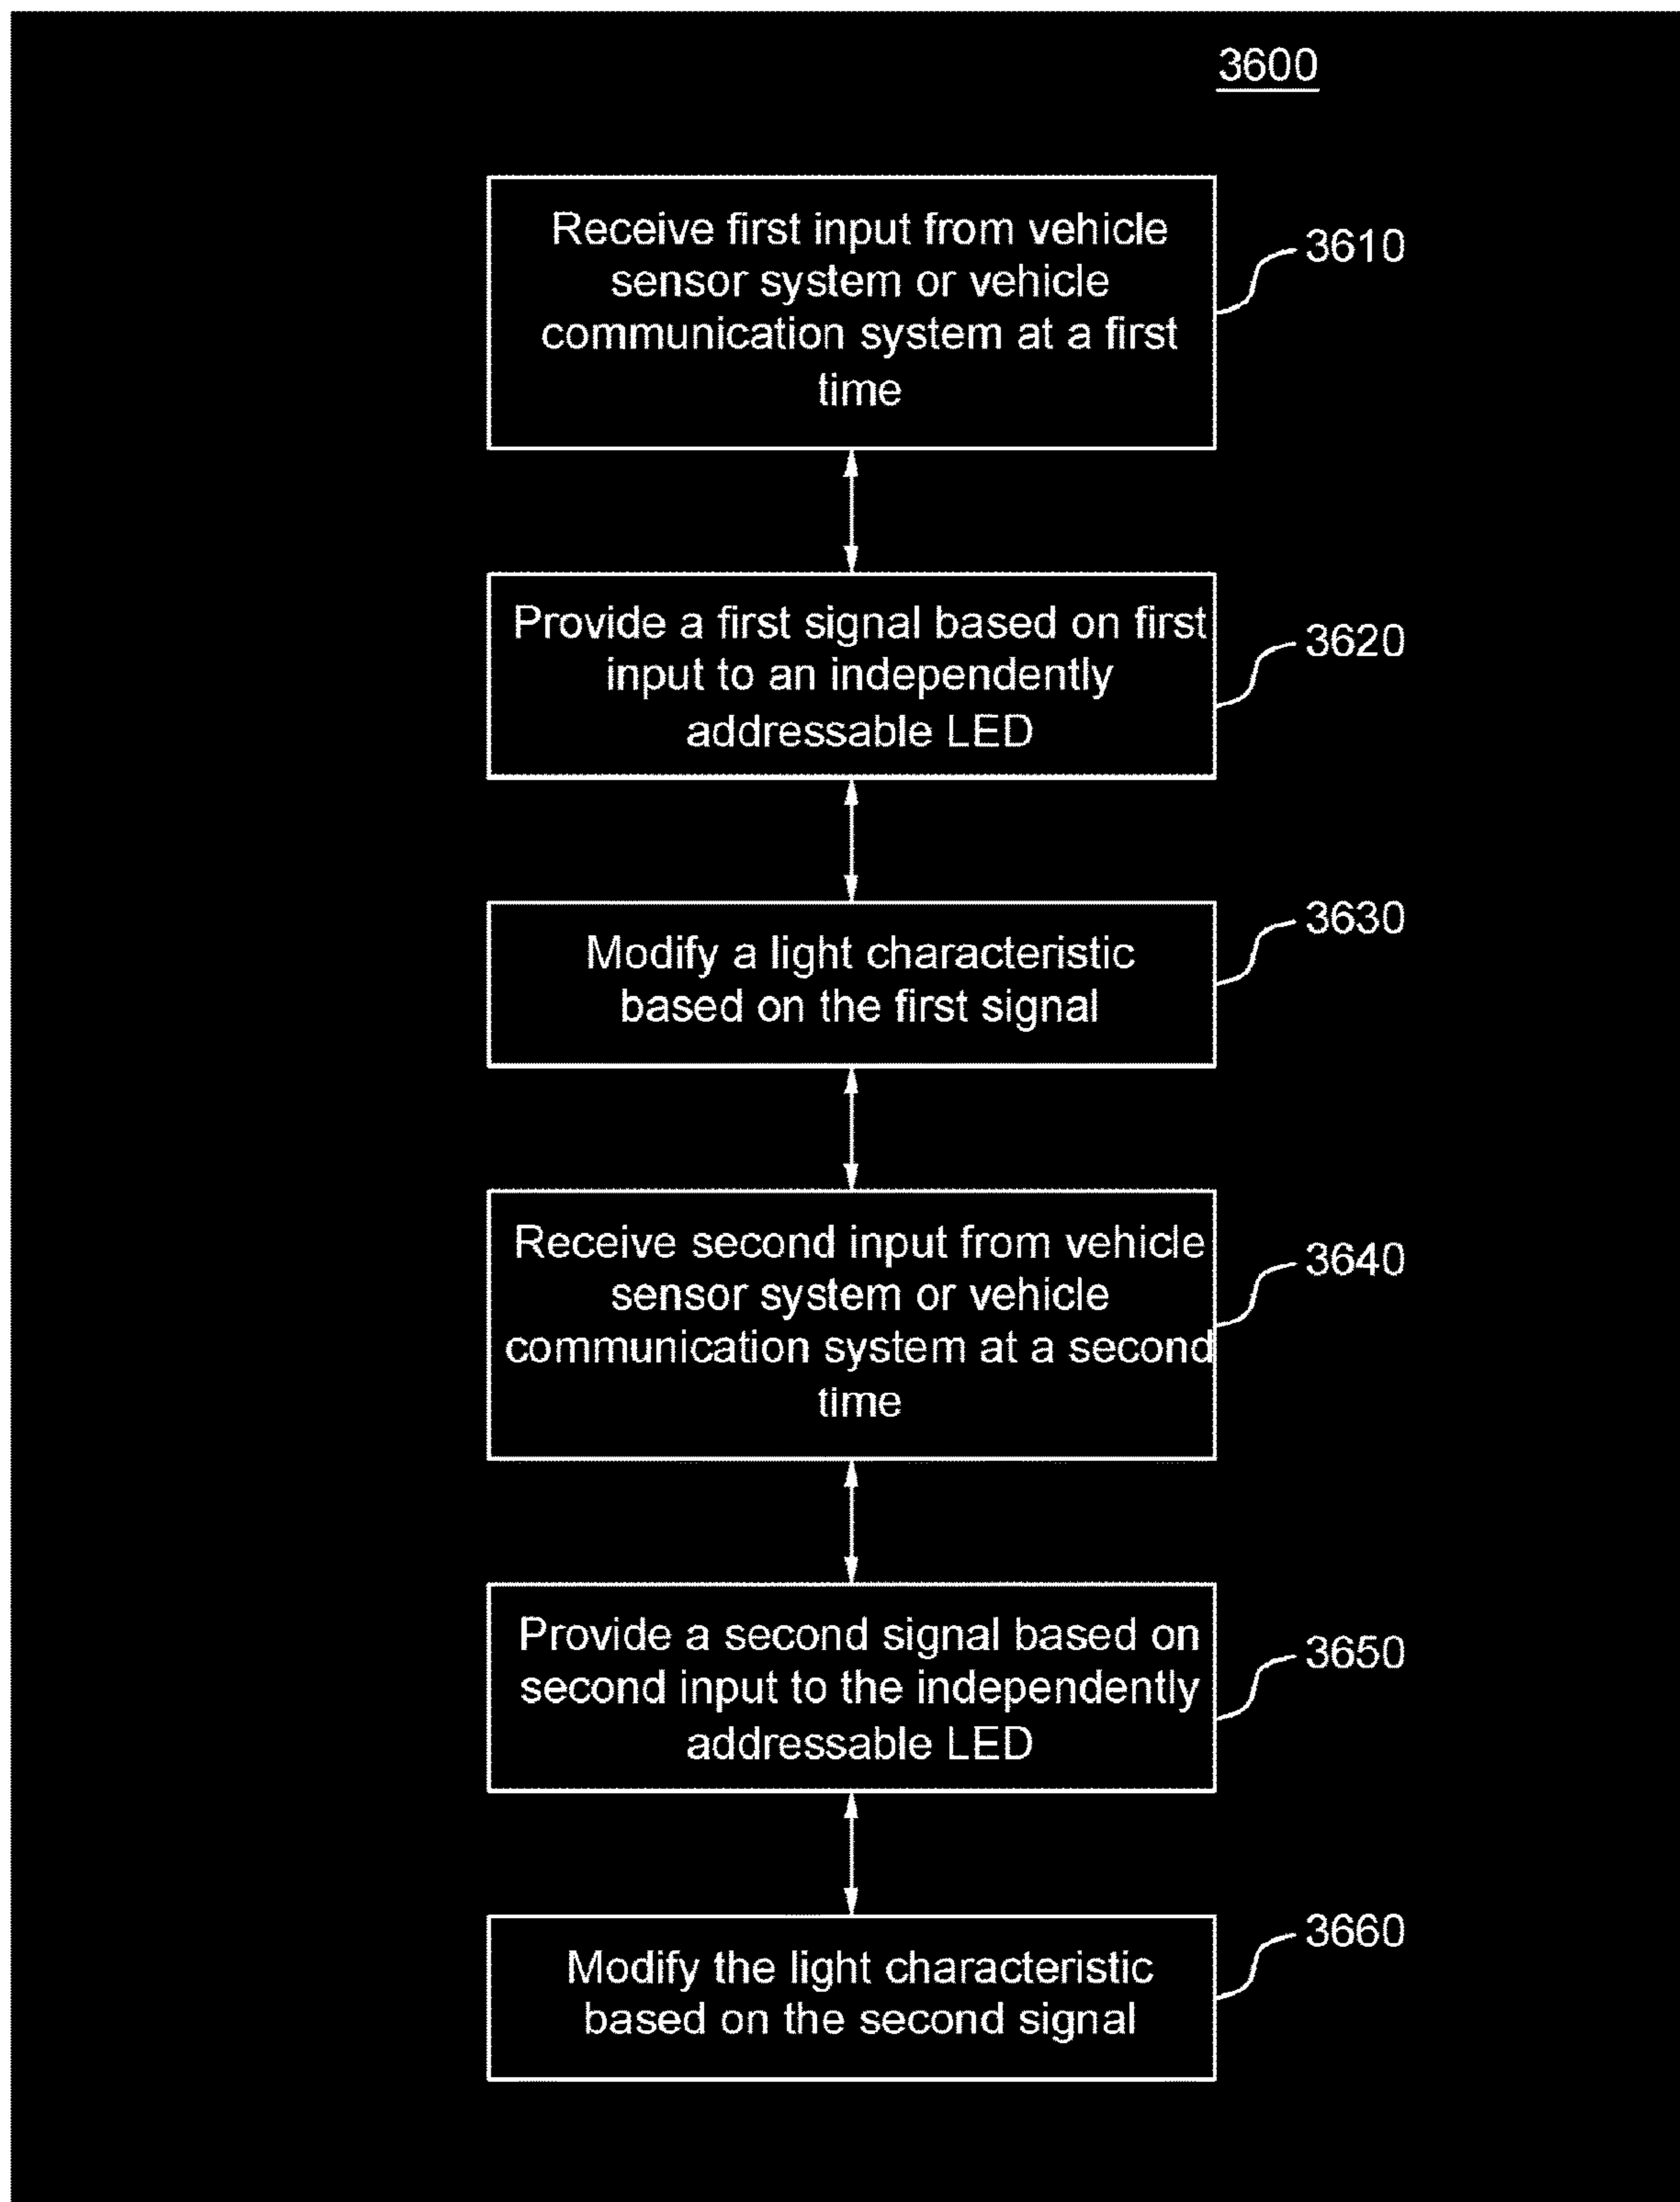 3600
Receive first input from vehicle
sensor system or vehicle
communication system at a first
time
3610
Provide a first signal based on first
input to an independently
addressable LED
3620
Modify a light characteristic
based on the first signal
3630
Receive second input from vehicle
sensor system or vehicle
communication system at a second
time
3640
Provide a second signal based on
second input to the independently
addressable LED
3650
Modify the light characteristic
based on the second signal
3660